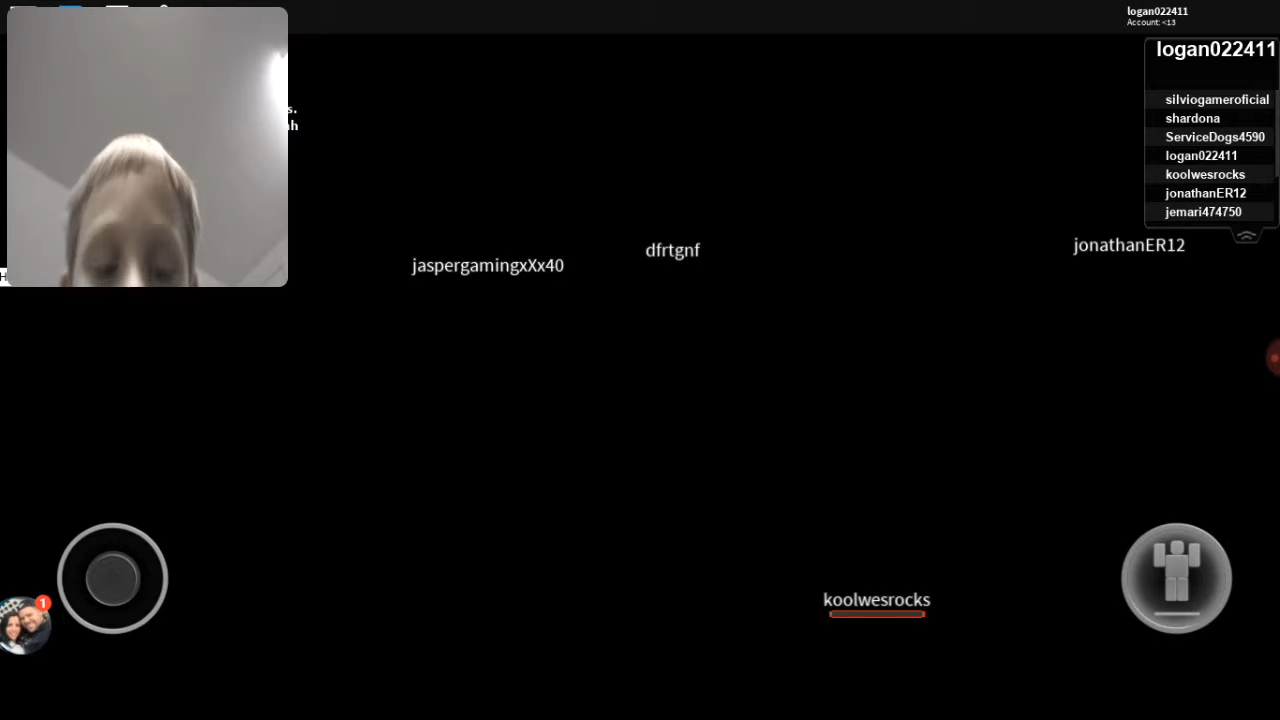 logan022411
Account: <13
logan022411
s.
silviogameroficial
shardona
ServiceDogs4590
logan022411
koolwesrocks
jonathanER12
jemari474750
jonathanER12
dfrtgnf
jaspergamingxXx40
H
koolwesrocks
1